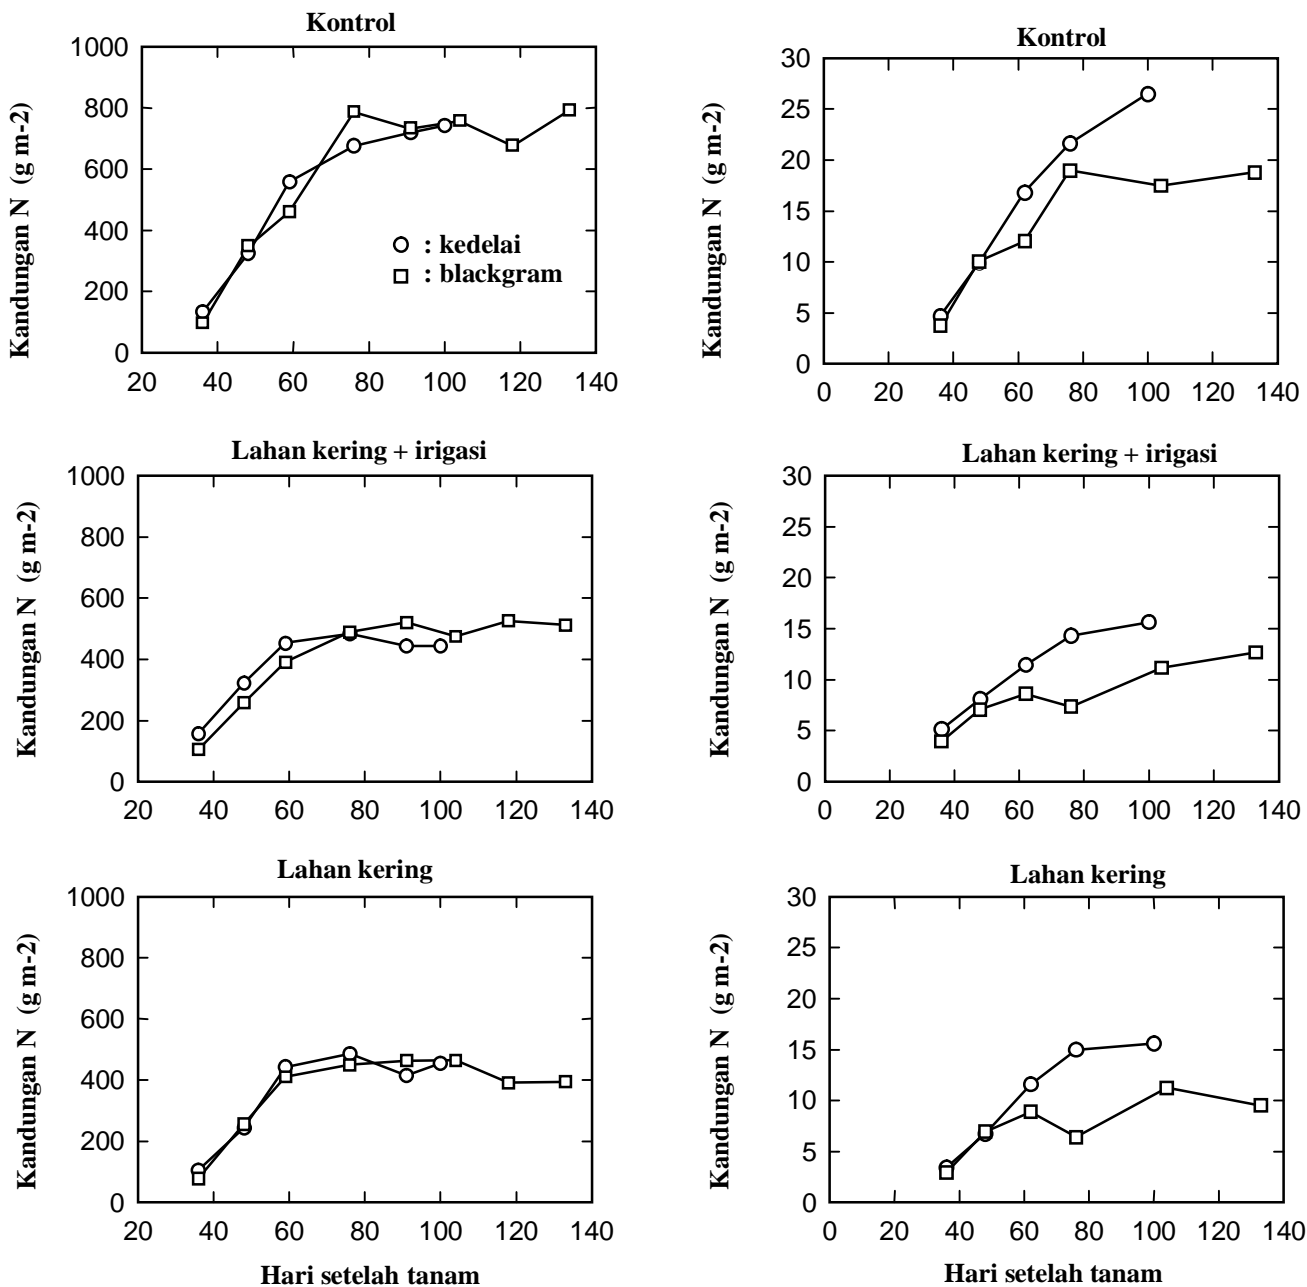 Kontrol
Kandungan N (g m-2)
1000
800
600
400
200
0
20 40 60 80 100 120 140
: kedelai
: blackgram
Kontrol
Kandungan N (g m-2)
30
25
20
15
10
5
0
0 20 40 60 80 100 120 140
Lahan kering + irigasi
Kandungan N (g m-2)
1000
800
600
400
200
0
20 40 60 80 100 120 140
Lahan kering + irigasi
Kandungan N (g m-2)
30
25
20
15
10
5
0
0 20 40 60 80 100 120 140
Lahan kering
Kandungan N (g m-2)
1000
800
600
400
200
0
20 40 60 80 100 120 140
Hari setelah tanam
Lahan kering
Kandungan N (g m-2)
30
25
20
15
10
5
0
0 20 40 60 80 100 120 140
Hari setelah tanam